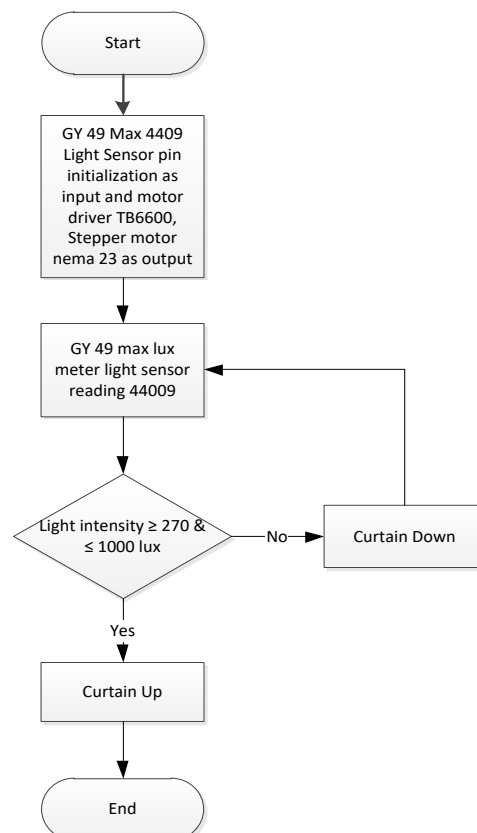 Start
GY 49 Max 4409
Light Sensor pin
initialization as
input and motor
driver TB6600,
Stepper motor
nema 23 as output
GY 49 max lux
meter light sensor
reading 44009
Light intensity ≥ 270 &
≤ 1000 lux
No
Curtain Down
Yes
Curtain Up
End